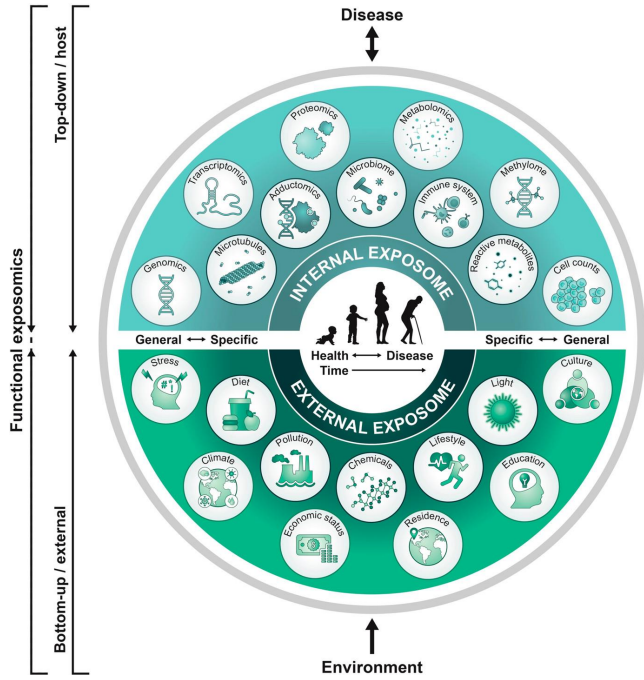 Disease
Functional exposomics
Top-down / host
Bottom-up / external
Proteomics
Metabolomics
Transcriptomics
Adductomics
Microbiome
Immune system
Methylome
Genomics
Microtubules
Reactive metabolites
Cell counts
INTERNAL EXPOSOME
General Specific
Specific General
Health Disease
Time
EXTERNAL EXPOSOME
Stress
#*!
Diet
Light
Culture
Climate
Pollution
Chemicals
Lifestyle
Education
Economic status
Residence
Environment